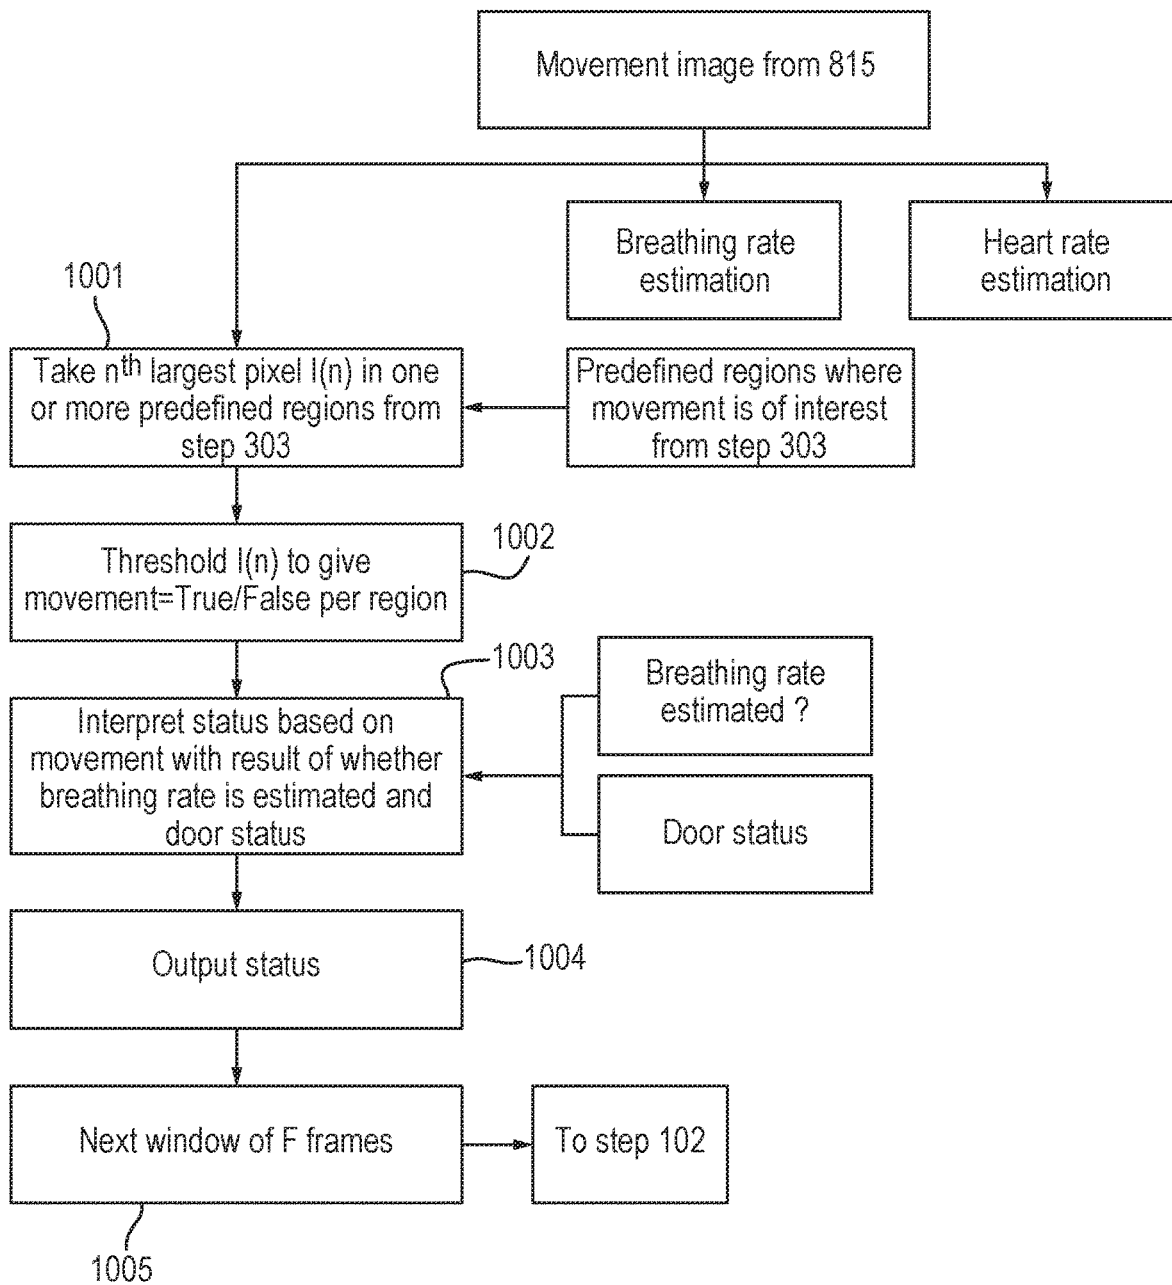 Movement image from 815
Breathing rate
estimation
Heart rate
estimation
1001
Take nth largest pixel I(n) in one
or more predefined regions from
step 303
Predefined regions where
movement is of interest
from step 303
1002
Threshold I(n) to give
movement=True/False per region
1003
Interpret status based on
movement with result of whether
breathing rate is estimated and
door status
Breathing rate
estimated ?
Door status
Output status
1004
Next window of F frames
To step 102
1005